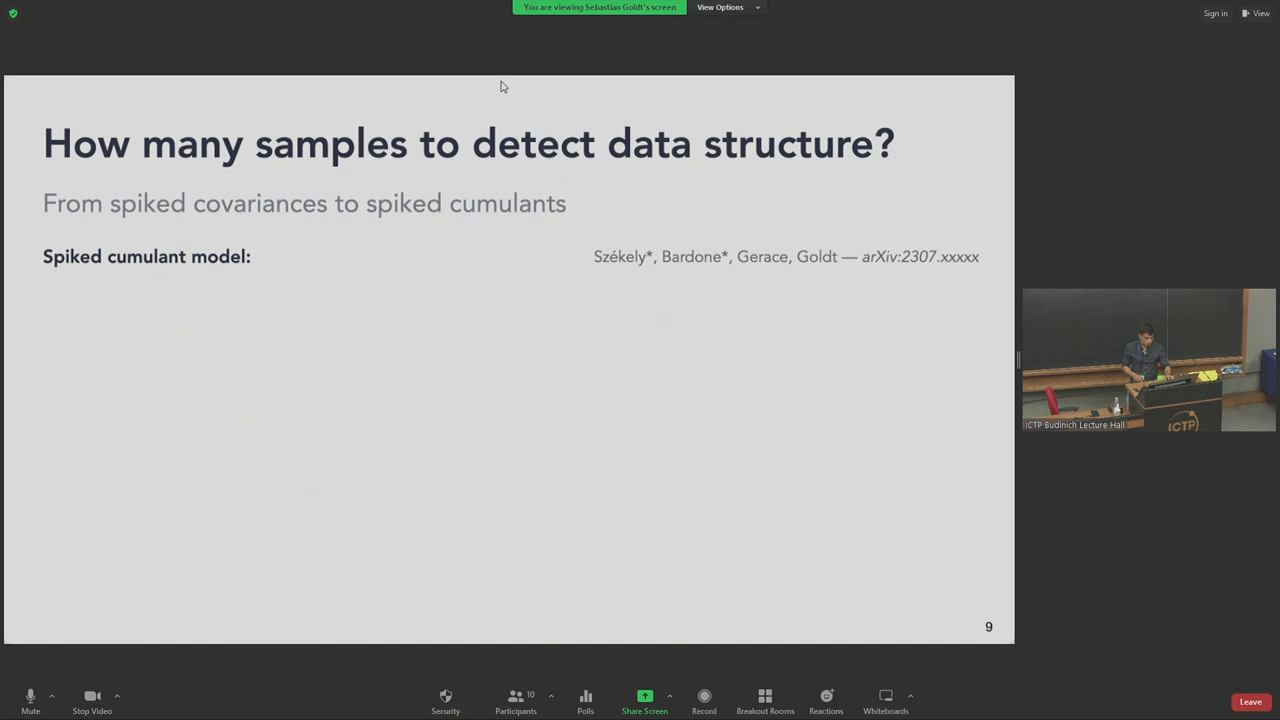 You are viewing Sebastian Goldt's screen
View Options
Sign in
View
How many samples to detect data structure?
From spiked covariances to spiked cumulants
Spiked cumulant model:
Székely*, Bardone*, Gerace, Goldt — arXiv:2307.xxxxx
ICTP
ICTP Budinich Lecture Hall
9
Mute
Stop Video
Security
Participants
10
Polls
Share Screen
Record
Breakout Rooms
Reactions
Whiteboards
Leave